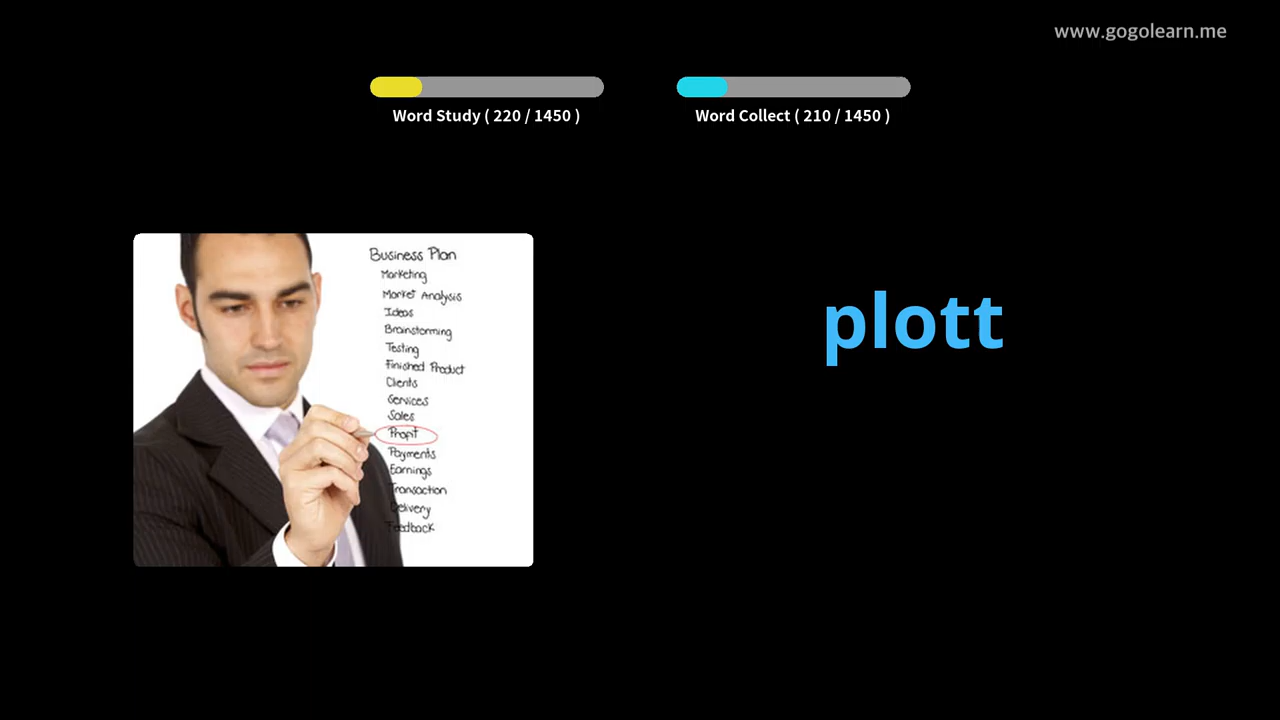 www.gogolearn.me
Word Study ( 220 / 1450 )
Word Collect ( 210 / 1450 )
Business Plan
Marketing
Market Analysis
Ideas
Brainstorming
Testing
Finished Product
Clients
Services
Sales
Profit
Payments
Earnings
Transaction
Delivery
Feedback
plott